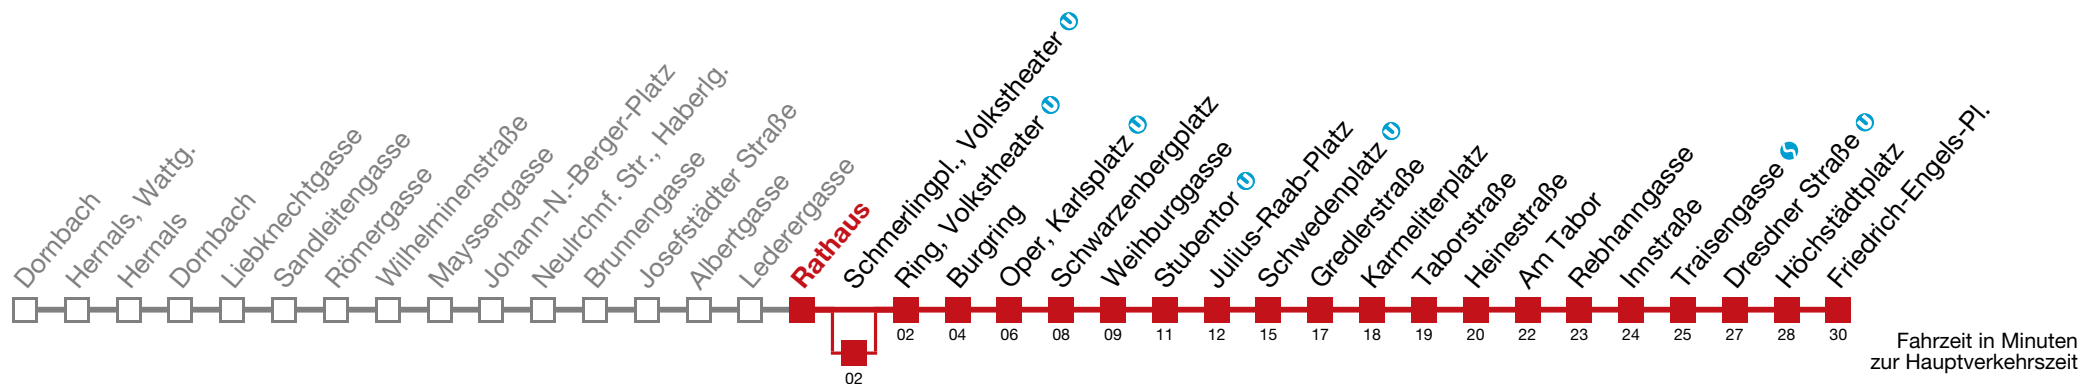 Dornbach
Hernals, Wattg.
Hernals
Dornbach
Liebknechtgasse
Sandleitengasse
Römergasse
Wilhelminenstraße
Mayssengasse
Johann-N.-Berger-Platz
Neulrchnf. Str., Haberlg.
Brunnengasse
Josefstädter Straße
Albertgasse
Lederergasse
Rathaus
Schmerlingpl., Volkstheater U
Ring, Volkstheater U
Burgring
Oper, Karlsplatz U
Schwarzenbergplatz
Weihburggasse
Stubentor U
Julius-Raab-Platz
Schwedenplatz U
Gredlerstraße
Karmeliterplatz
Taborstraße
Heinestraße
Am Tabor
Rebhanngasse
Innstraße
Traisengasse S
Dresdner Straße U
Höchstädtplatz
Friedrich-Engels-Pl.
02 04 06 08 09 11 12 15 17 18 19 20 22 23 24 25 27 28 30
02
Fahrzeit in Minuten
zur Hauptverkehrszeit